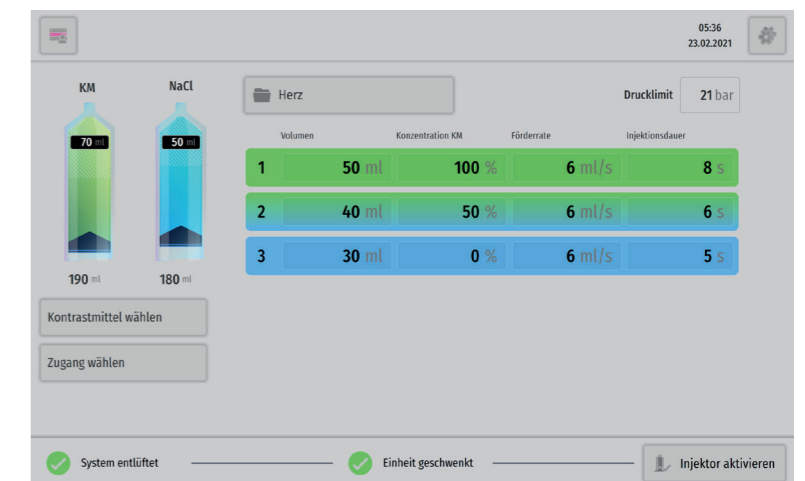 05:36
23.02.2021
KM NaCl
Herz
Drucklimit 21 bar
70 ml 50 ml
Volumen Konzentration KM Förderrate Injektionsdauer
1 50 ml 100 % 6 ml/s 8 s
2 40 ml 50 % 6 ml/s 6 s
3 30 ml 0 % 6 ml/s 5 s
190 ml 180 ml
Kontrastmittel wählen
Zugang wählen
System entlüftet Einheit geschwenkt Injektor aktivieren